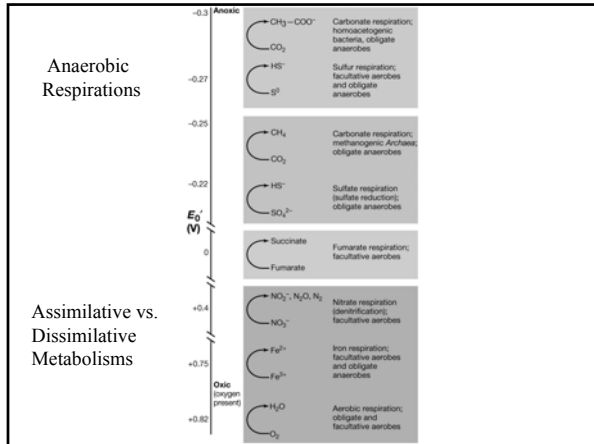 Anaerobic
Respirations
Assimilative vs.
Dissimilative
Metabolisms
−0.3
−0.27
−0.25
−0.22
E₀′
(V)
0
+0.4
+0.75
+0.82
Anoxic
CH₃—COO⁻
CO₂
Carbonate respiration;
homoacetogenic
bacteria, obligate
anaerobes
HS⁻
S⁰
Sulfur respiration;
facultative aerobes
and obligate
anaerobes
CH₄
CO₂
Carbonate respiration;
methanogenic Archaea;
obligate anaerobes
HS⁻
SO₄²⁻
Sulfate respiration
(sulfate reduction);
obligate anaerobes
Succinate
Fumarate
Fumarate respiration;
facultative aerobes
NO₂⁻, N₂O, N₂
NO₃⁻
Nitrate respiration
(denitrification);
facultative aerobes
Fe²⁺
Fe³⁺
Iron respiration;
facultative aerobes
and obligate
anaerobes
Oxic
(oxygen
present)
H₂O
O₂
Aerobic respiration;
obligate and
facultative aerobes